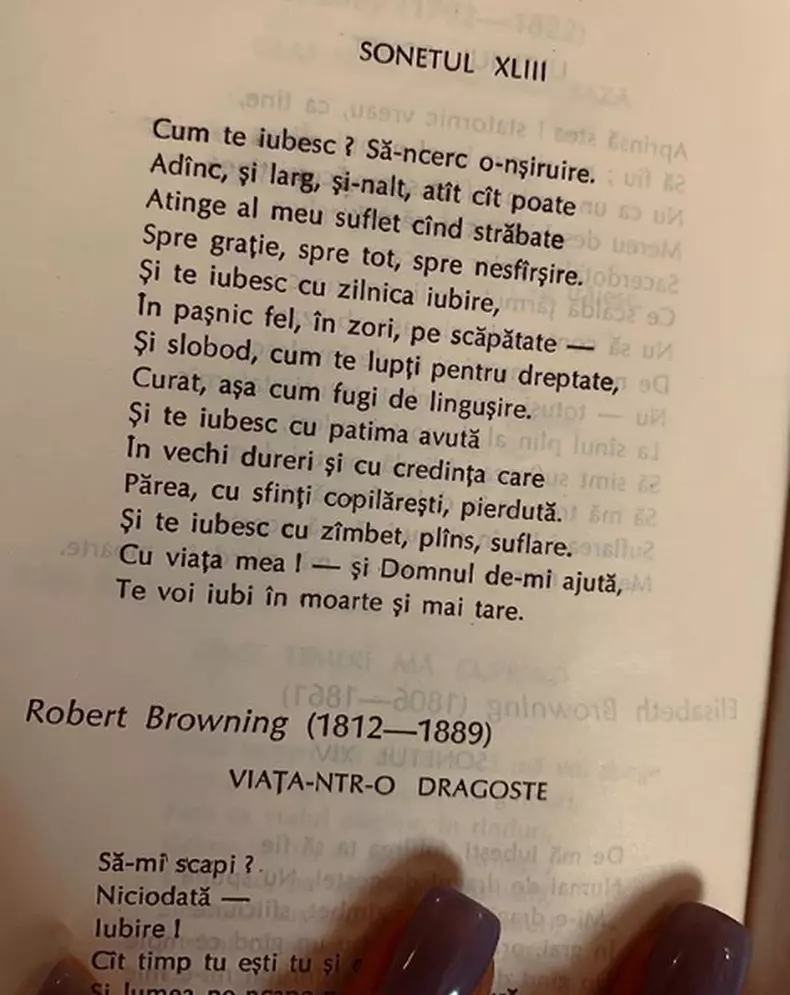 SONETUL XLIII
Cum te iubesc ? Să-ncerc o-nşiruire.
Adînc, şi larg, şi-nalt, atît cît poate
Atinge al meu suflet cînd străbate
Spre graţie, spre tot, spre nesfîrşire.
Şi te iubesc cu zilnica iubire,
În paşnic fel, în zori, pe scăpătate —
Şi slobod, cum te lupţi pentru dreptate,
Curat, aşa cum fugi de linguşire.
Şi te iubesc cu patima avută
În vechi dureri şi cu credinţa care
Părea, cu sfinţi copilăreşti, pierdută.
Şi te iubesc cu zîmbet, plîns, suflare.
Cu viaţa mea ! — şi Domnul de-mi ajută,
Te voi iubi în moarte şi mai tare.
Robert Browning (1812—1889)
VIAŢA-NTR-O DRAGOSTE
Să-mi scapi ?
Niciodată —
Iubire !
Cît timp tu eşti tu şi
Şi lumea ne